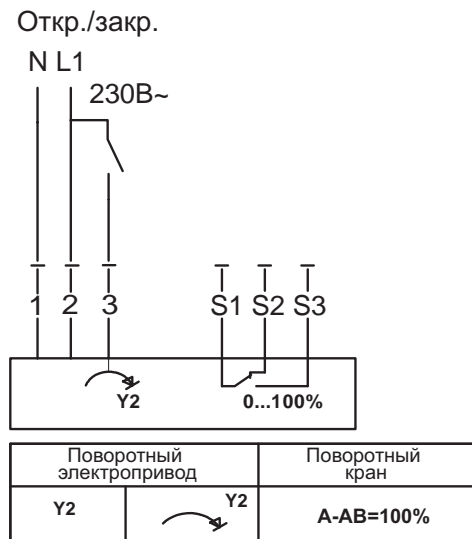 Откр./закр.
N L1
230В~
1 2 3 S1 S2 S3
Y2 0...100%
Поворотный электропривод
Поворотный кран
Y2
Y2
A-AB=100%